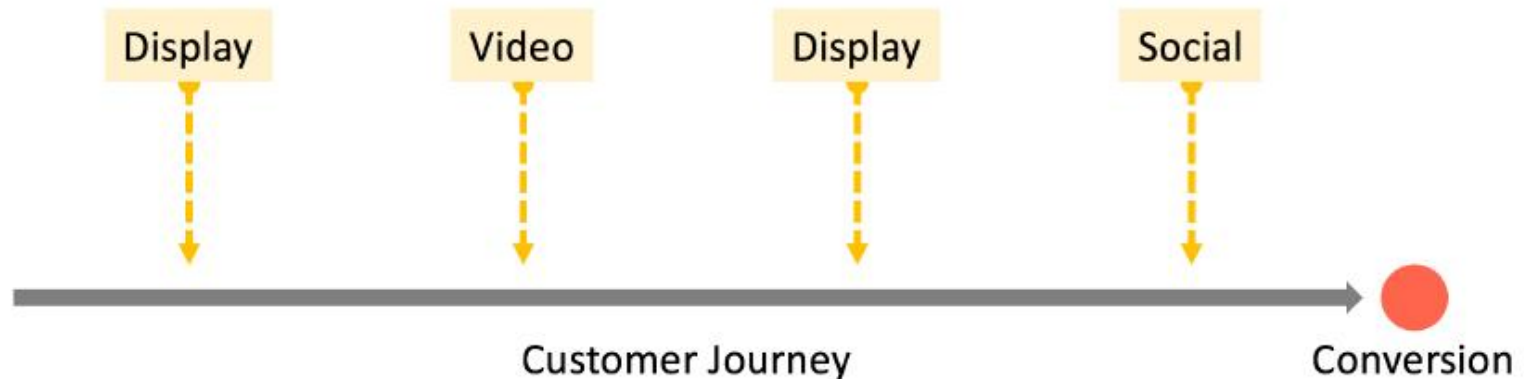 Display
Video
Display
Social
Customer Journey
Conversion